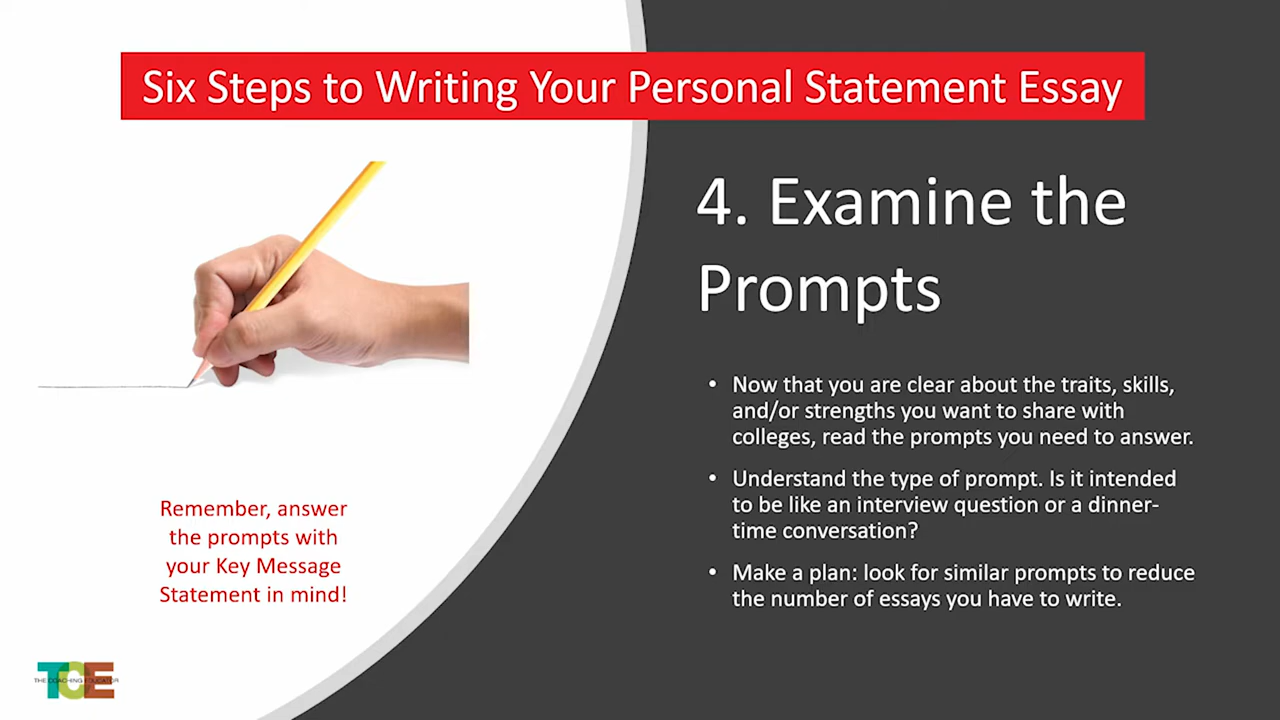 Six Steps to Writing Your Personal Statement Essay
4. Examine the
Prompts
• Now that you are clear about the traits, skills,
and/or strengths you want to share with
colleges, read the prompts you need to answer.
• Understand the type of prompt. Is it intended
to be like an interview question or a dinner-
time conversation?
• Make a plan: look for similar prompts to reduce
the number of essays you have to write.
Remember, answer
the prompts with
your Key Message
Statement in mind!
TCE
THE COACHING EDUCATOR